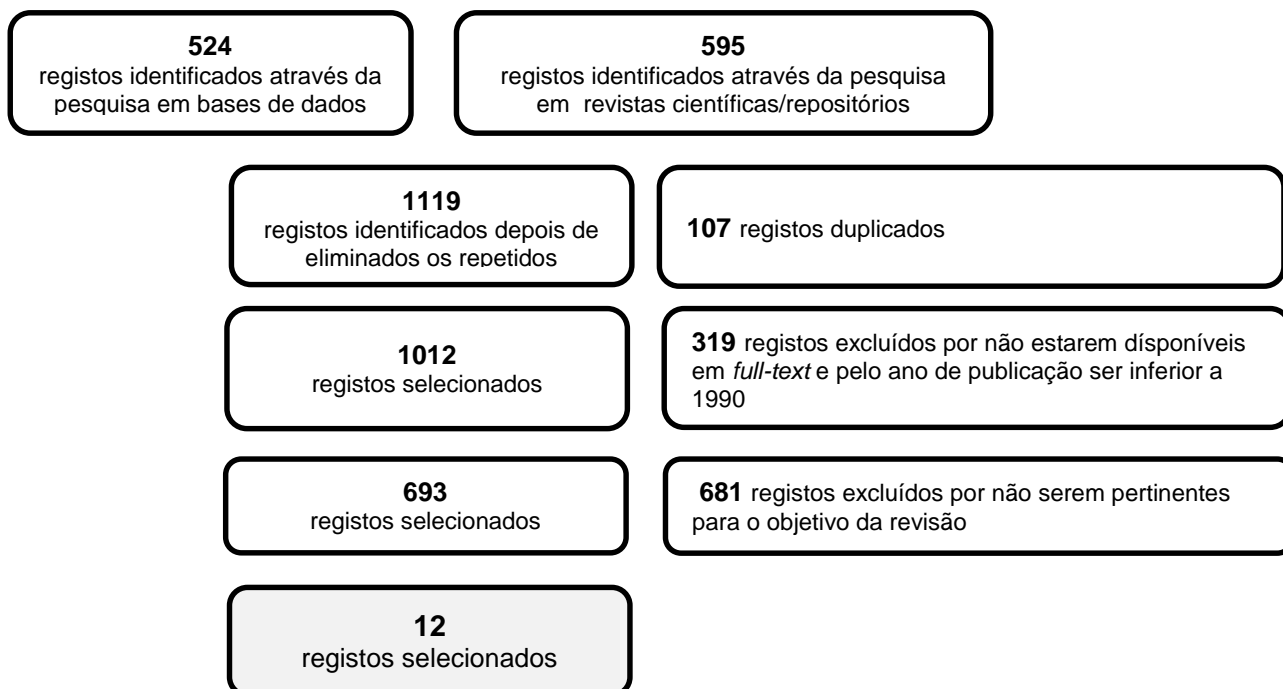 524
registos identificados através da
pesquisa em bases de dados
595
registos identificados através da pesquisa
em revistas científicas/repositórios
1119
registos identificados depois de
eliminados os repetidos
107 registos duplicados
1012
registos selecionados
319 registos excluídos por não estarem dísponíveis
em full-text e pelo ano de publicação ser inferior a
1990
693
registos selecionados
681 registos excluídos por não serem pertinentes
para o objetivo da revisão
12
registos selecionados